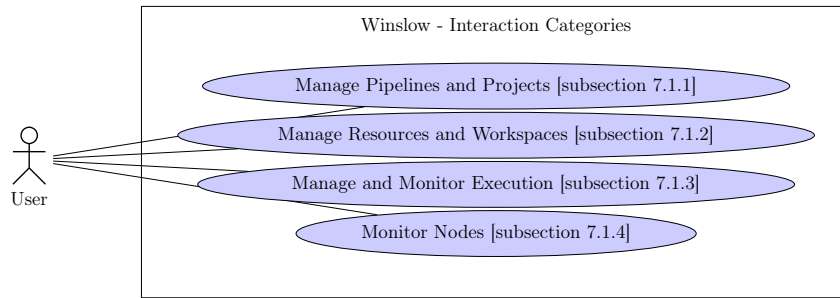 Winslow - Interaction Categories
Manage Pipelines and Projects [subsection 7.1.1]
Manage Resources and Workspaces [subsection 7.1.2]
Manage and Monitor Execution [subsection 7.1.3]
User
Monitor Nodes [subsection 7.1.4]